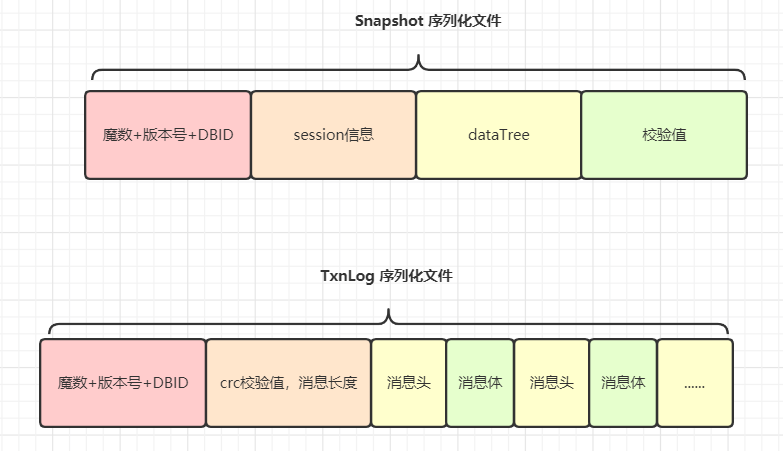 Snapshot 序列化文件
魔数+版本号+DBID
session信息
dataTree
校验值
TxnLog 序列化文件
魔数+版本号+DBID
crc校验值，消息长度
消息头
消息体
消息头
消息体
......